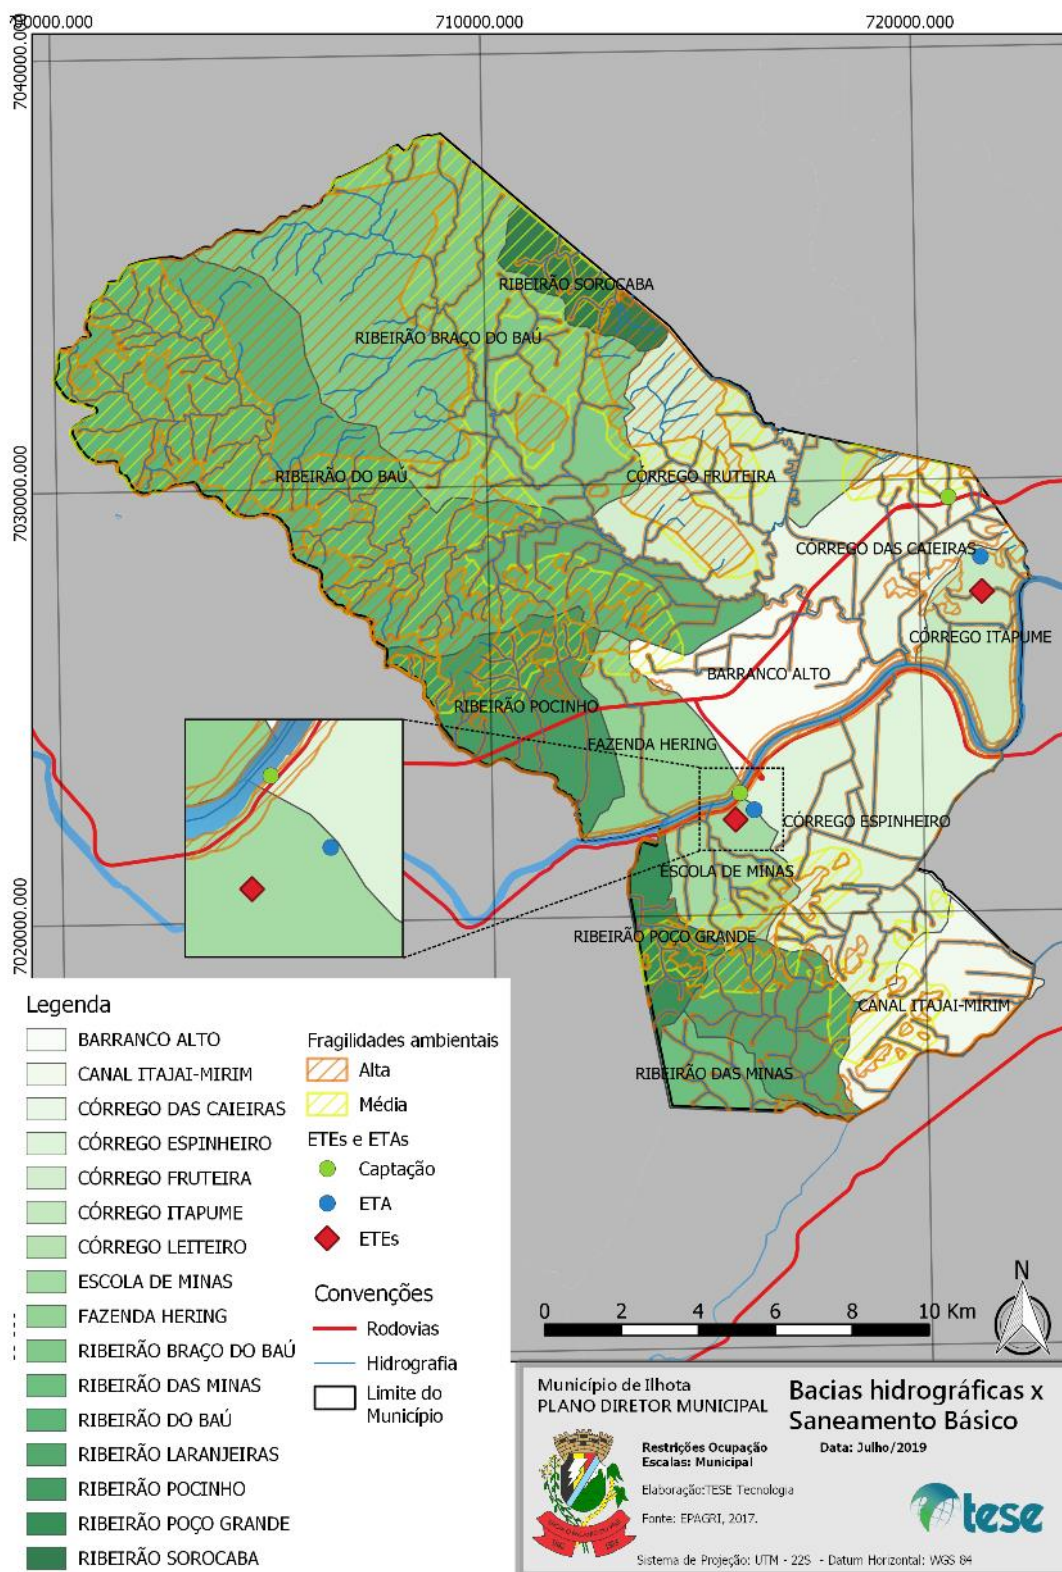 710000.000
720000.000
7040000.000
7030000.000
7020000.000
RIBEIRÃO SOROCABA
RIBEIRÃO BRAÇO DO BAÚ
RIBEIRÃO DO BAÚ
CÓRREGO FRUTEIRA
CÓRREGO DAS CAIEIRAS
CÓRREGO ITAPUME
BARRANCO ALTO
RIBEIRÃO POCINHO
FAZENDA HERING
CÓRREGO ESPINHEIRO
ESCOLA DE MINAS
RIBEIRÃO POÇO GRANDE
CANAL ITAJAI-MIRIM
RIBEIRÃO DAS MINAS
Legenda
BARRANCO ALTO
CANAL ITAJAI-MIRIM
CÓRREGO DAS CAIEIRAS
CÓRREGO ESPINHEIRO
CÓRREGO FRUTEIRA
CÓRREGO ITAPUME
CÓRREGO LEITEIRO
ESCOLA DE MINAS
FAZENDA HERING
RIBEIRÃO BRAÇO DO BAÚ
RIBEIRÃO DAS MINAS
RIBEIRÃO DO BAÚ
RIBEIRÃO LARANJEIRAS
RIBEIRÃO POCINHO
RIBEIRÃO POÇO GRANDE
RIBEIRÃO SOROCABA
Fragilidades ambientais
Alta
Média
ETEs e ETAs
Captação
ETA
ETEs
Convenções
Rodovias
Hidrografia
Limite do
Município
N
0 2 4 6 8 10 Km
Município de Ilhota
PLANO DIRETOR MUNICIPAL
Bacias hidrográficas x
Saneamento Básico
Data: Julho/2019
Restrições Ocupação
Escalas: Municipal
Elaboração:TESE Tecnologia
Fonte: EPAGRI, 2017.
tese
Sistema de Projeção: UTM - 22S - Datum Horizontal: WGS 84